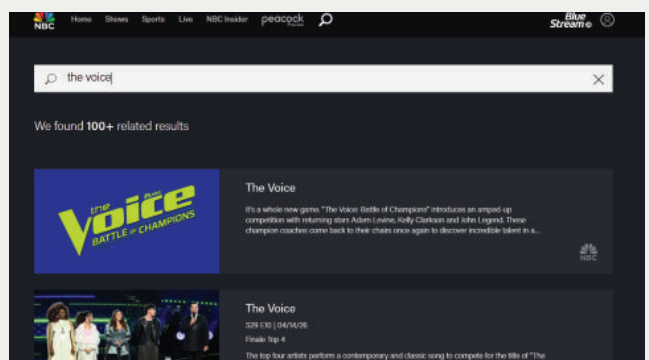 NBC Home Shows Sports Live NBC Insider peacock Blue Stream
the voice
We found 100+ related results
the Voice
BATTLE OF CHAMPIONS
The Voice
It's a whole new game. "The Voice: Battle of Champions" introduces an amped-up
competition with returning stars Adam Levine, Kelly Clarkson and John Legend. These
champion coaches come back to their chairs once again to discover incredible talent in a...
NBC
The Voice
S29 E10 | 04/14/26
Finale Top 4
The top four artists perform a contemporary and classic song to compete for the title of "The